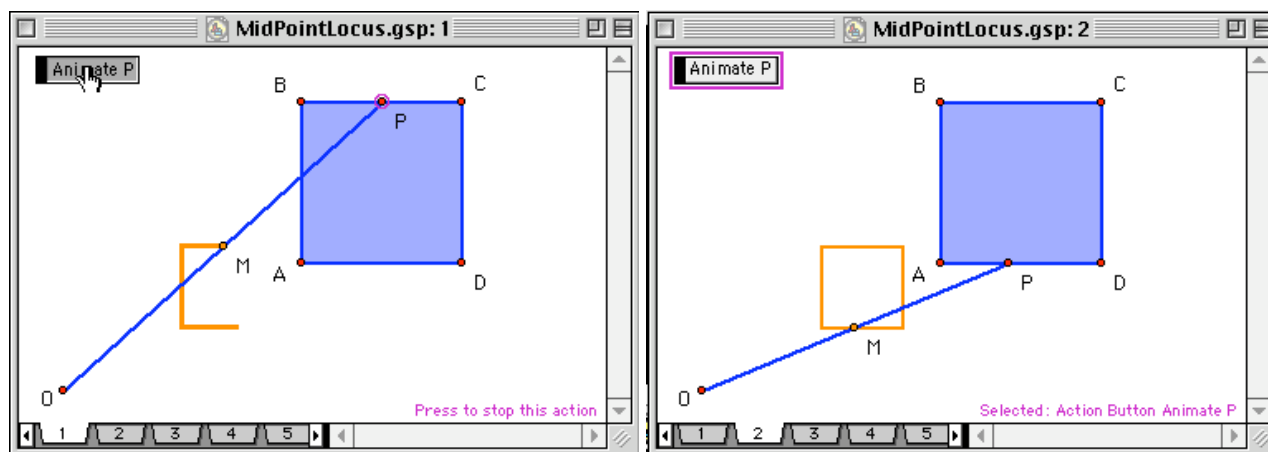 MidPointLocus.gsp: 1
Animate P
B
C
P
M
A
D
O
Press to stop this action
1 2 3 4 5
MidPointLocus.gsp: 2
Animate P
B
C
A
P
D
M
O
Selected: Action Button Animate P
1 2 3 4 5